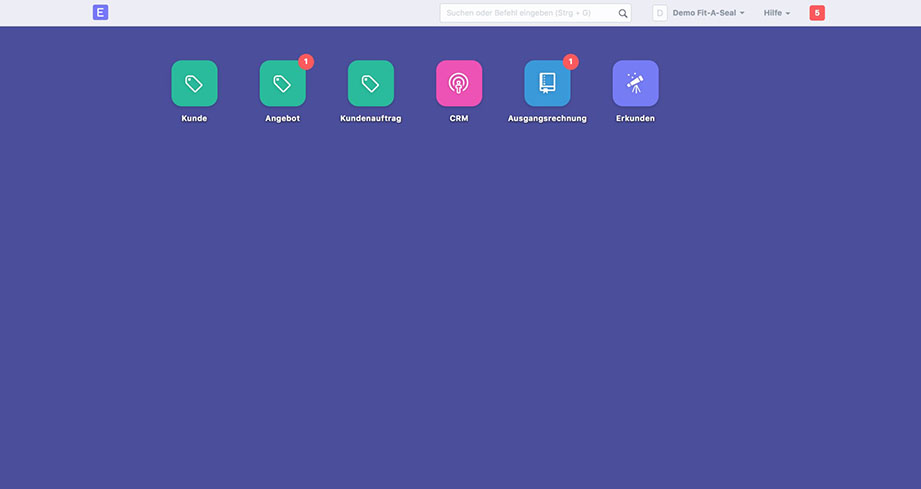 E
Suchen oder Befehl eingeben (Strg + G)
D
Demo Fit-A-Seal
Hilfe
5
1
1
Kunde
Angebot
Kundenauftrag
CRM
Ausgangsrechnung
Erkunden